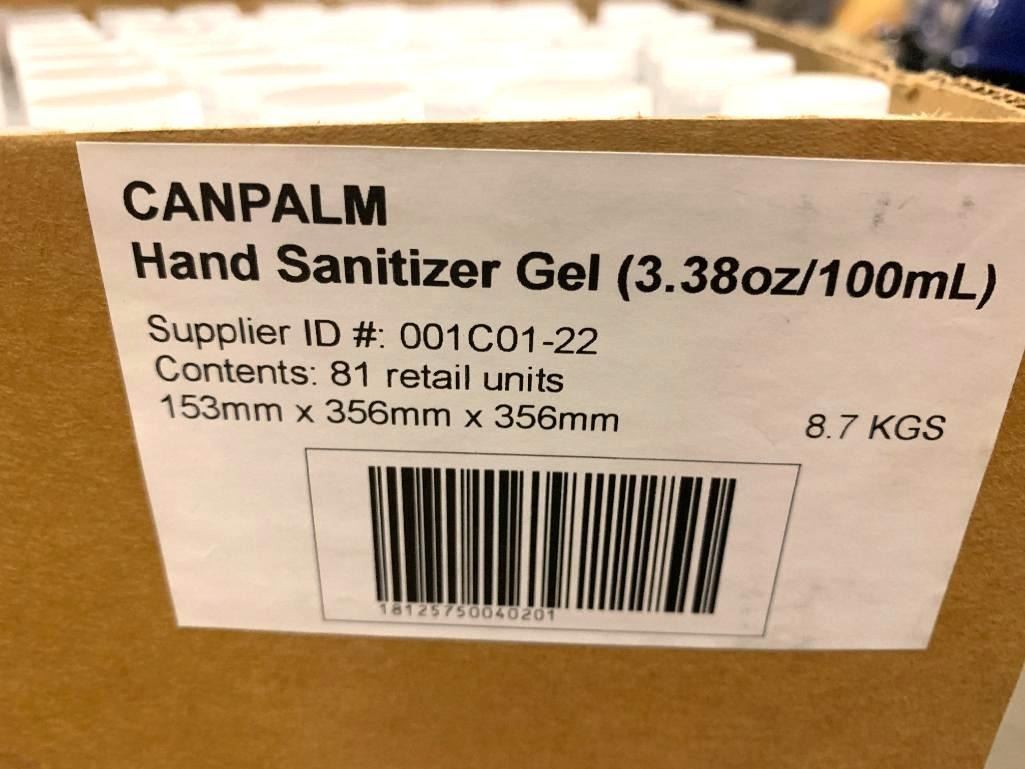 CANPALM
Hand Sanitizer Gel (3.38oz/100mL)
Supplier ID #: 001C01-22
Contents: 81 retail units
153mm x 356mm x 356mm
8.7 KGS
18125750040201